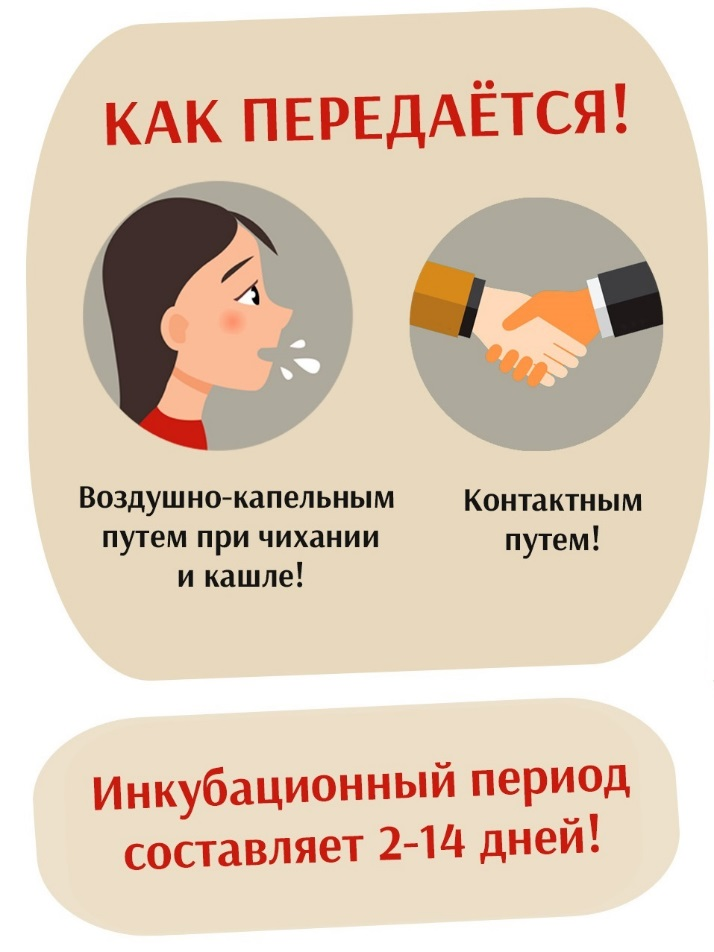 КАК ПЕРЕДАЁТСЯ!
Воздушно-капельным
путем при чихании
и кашле!
Контактным
путем!
Инкубационный период
составляет 2-14 дней!